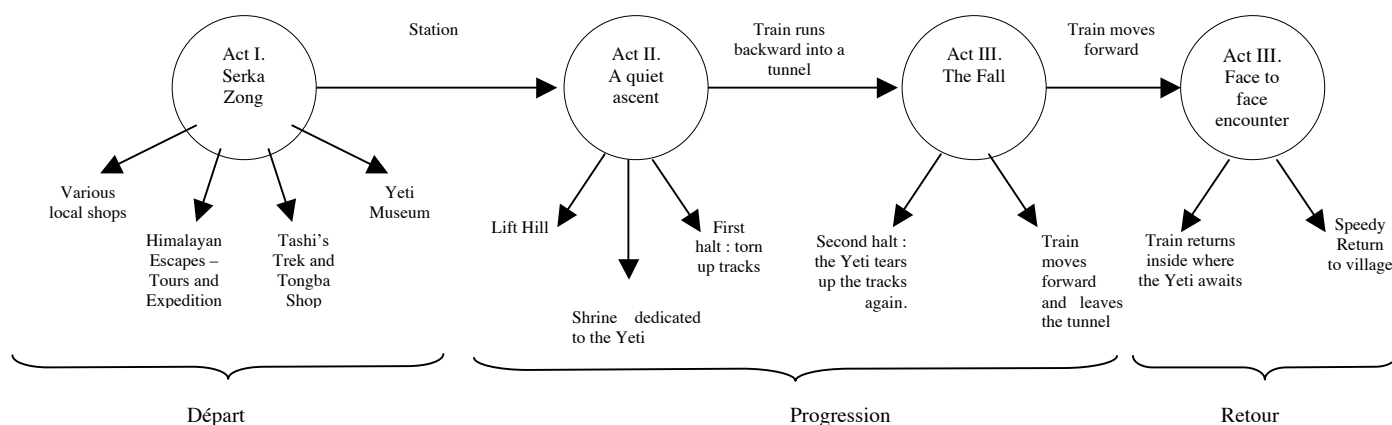 Act I.
Serka
Zong
Station
Act II.
A quiet
ascent
Train runs
backward into a
tunnel
Act III.
The Fall
Train moves
forward
Act III.
Face to
face
encounter
Various
local shops
Himalayan
Escapes –
Tours and
Expedition
Tashi’s
Trek and
Tongba
Shop
Yeti
Museum
Lift Hill
Shrine dedicated
to the Yeti
First
halt : torn
up tracks
Second halt :
the Yeti tears
up the tracks
again.
Train
moves
forward
and leaves
the tunnel
Train returns
inside where
the Yeti awaits
Speedy
Return
to village
Départ
Progression
Retour